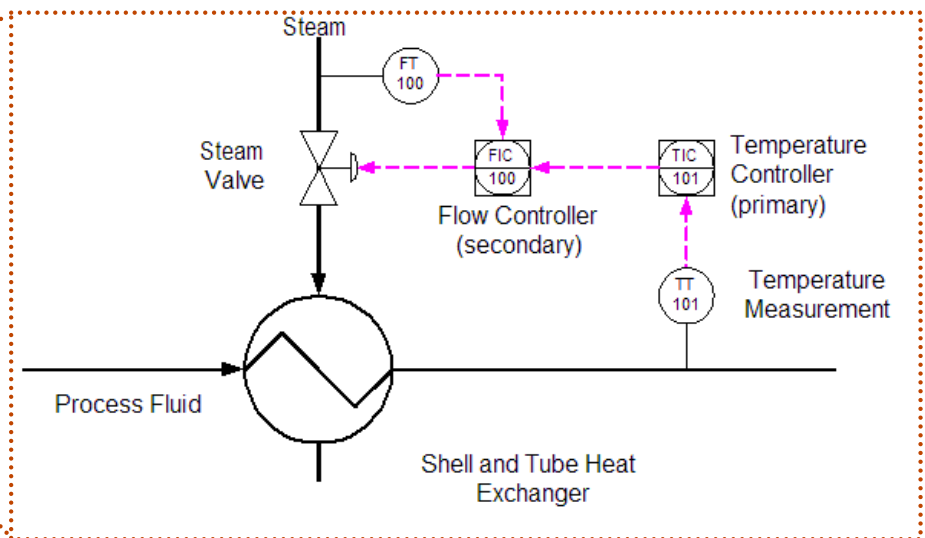 Steam
FT
100
Steam
Valve
FIC
100
TIC
101
Temperature
Controller
(primary)
Flow Controller
(secondary)
TT
101
Temperature
Measurement
Process Fluid
Shell and Tube Heat
Exchanger